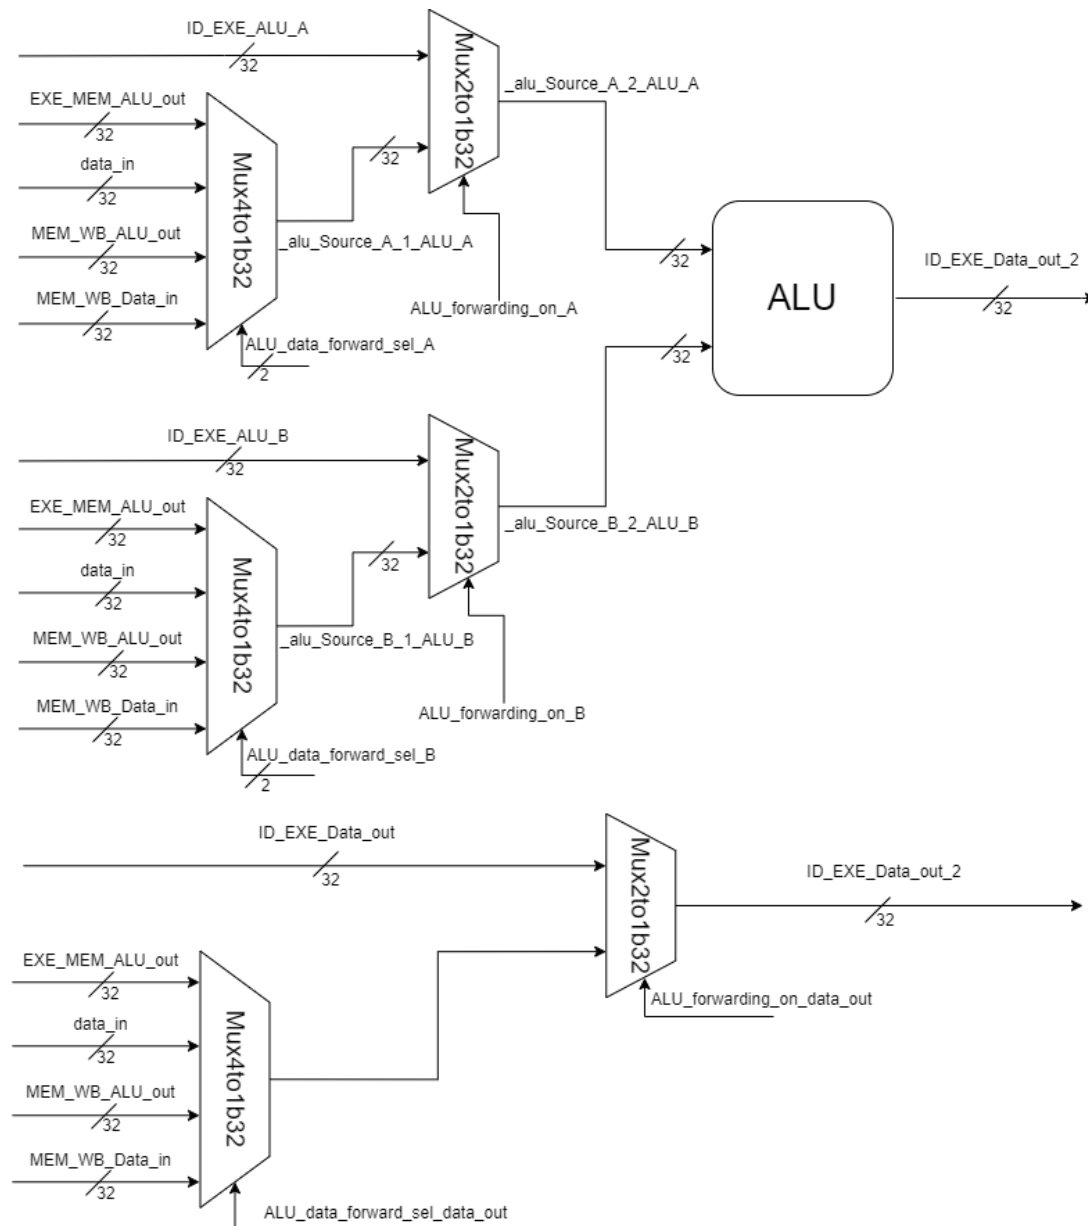 ID_EXE_ALU_A
32
Mux2to1b32
_alu_Source_A_2_ALU_A
EXE_MEM_ALU_out
32
data_in
32
MEM_WB_ALU_out
32
MEM_WB_Data_in
32
Mux4to1b32
32
_alu_Source_A_1_ALU_A
ALU_forwarding_on_A
ALU_data_forward_sel_A
2
32
ALU
ID_EXE_Data_out_2
32
32
ID_EXE_ALU_B
32
Mux2to1b32
_alu_Source_B_2_ALU_B
EXE_MEM_ALU_out
32
data_in
32
MEM_WB_ALU_out
32
MEM_WB_Data_in
32
Mux4to1b32
32
_alu_Source_B_1_ALU_B
ALU_forwarding_on_B
ALU_data_forward_sel_B
2
ID_EXE_Data_out
32
Mux2to1b32
ID_EXE_Data_out_2
32
EXE_MEM_ALU_out
32
data_in
32
MEM_WB_ALU_out
32
MEM_WB_Data_in
32
Mux4to1b32
ALU_forwarding_on_data_out
ALU_data_forward_sel_data_out